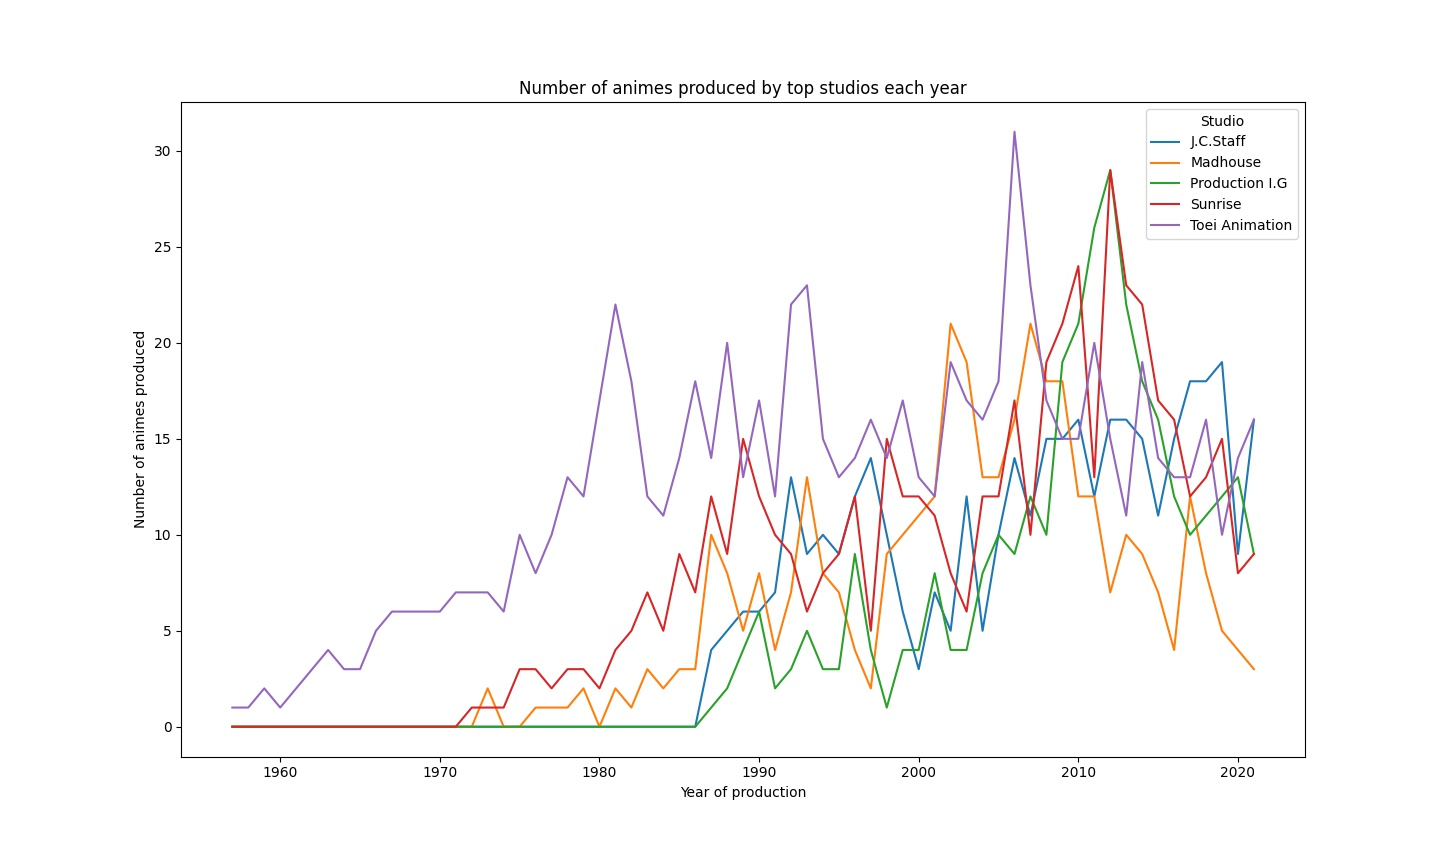 Number of animes produced by top studios each year
Studio
J.C.Staff
Madhouse
Production I.G
Sunrise
Toei Animation
Number of animes produced
30
25
20
15
10
5
0
1960 1970 1980 1990 2000 2010 2020
Year of production